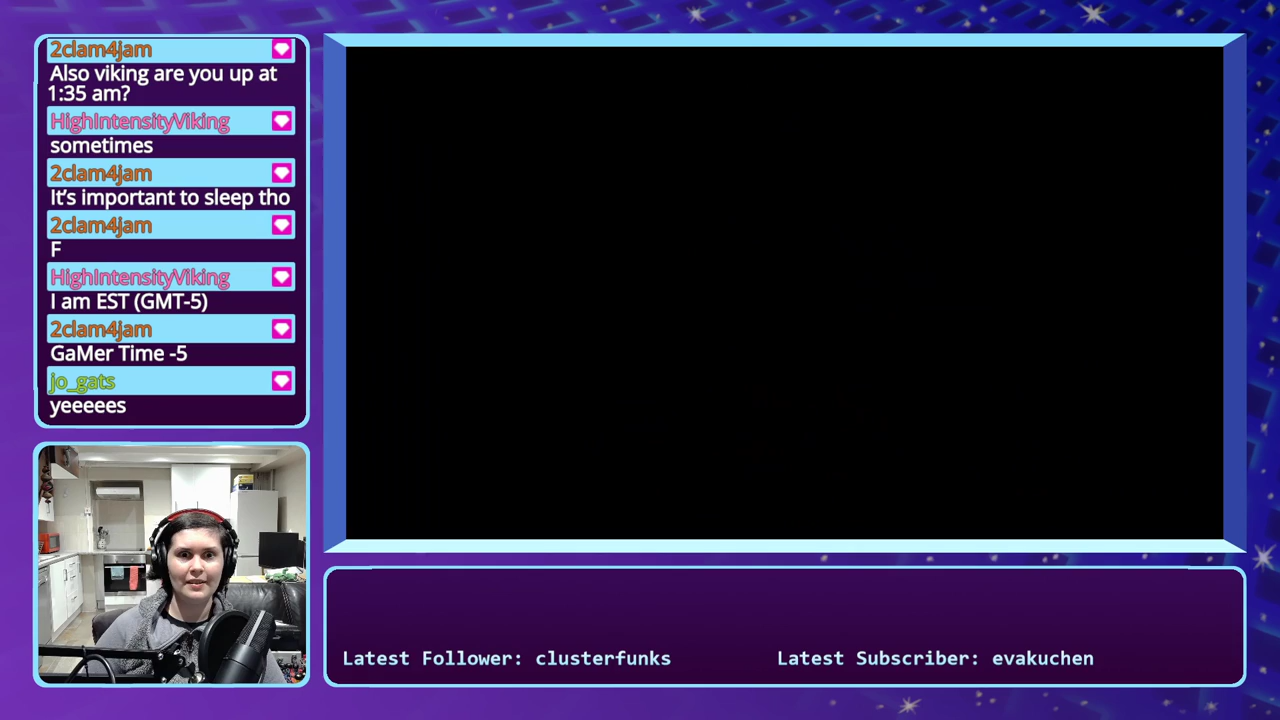 2clam4jam
Also viking are you up at
1:35 am?
HighIntensityViking
sometimes
2clam4jam
It's important to sleep tho
2clam4jam
F
HighIntensityViking
I am EST (GMT-5)
2clam4jam
GaMer Time -5
jo_gats
yeeeees
Latest Follower: clusterfunks
Latest Subscriber: evakuchen